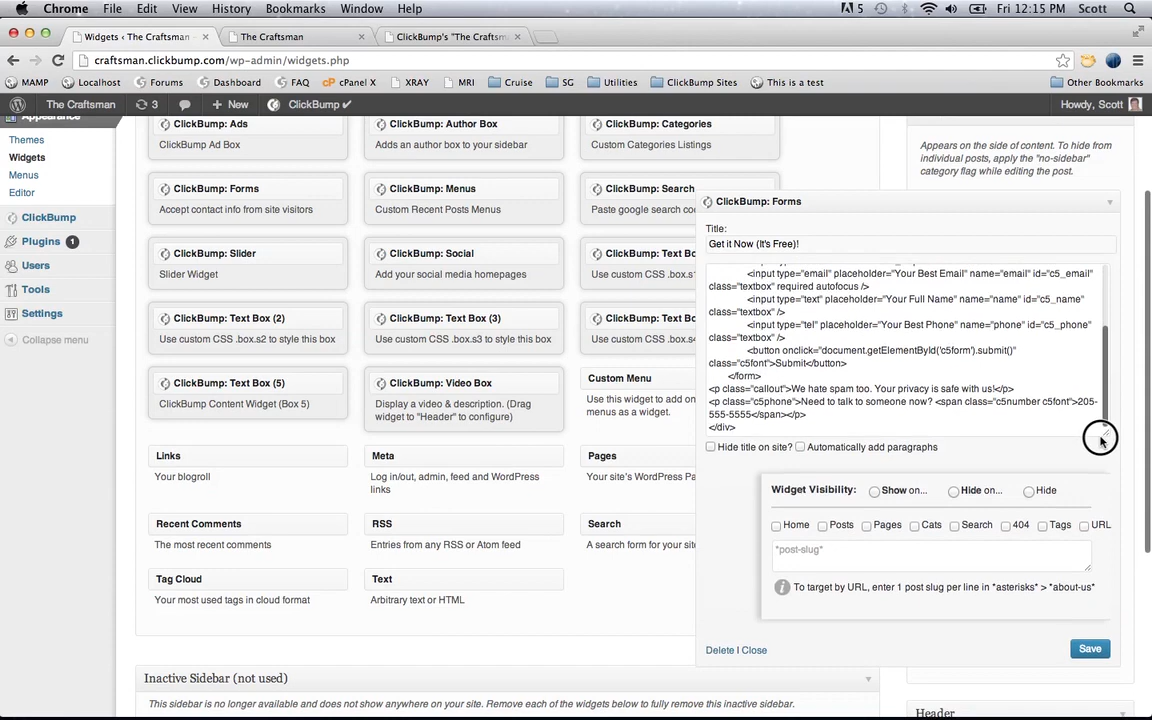 Chrome File Edit View History Bookmarks Window Help 5 Fri 12:15 PM Scott
Widgets ‹ The Craftsman × The Craftsman × ClickBump's "The Craftsm ×
craftsman.clickbump.com/wp-admin/widgets.php
MAMP Localhost Forums Dashboard FAQ cPanel X XRAY MRI Cruise SG Utilities ClickBump Sites This is a test Other Bookmarks
The Craftsman 3 + New ClickBump ✔ Howdy, Scott
Appearance
Themes
Widgets
Menus
Editor
ClickBump
Plugins 1
Users
Tools
Settings
Collapse menu
ClickBump: Ads
ClickBump Ad Box
ClickBump: Author Box
Adds an author box to your sidebar
ClickBump: Categories
Custom Categories Listings
ClickBump: Forms
Accept contact info from site visitors
ClickBump: Menus
Custom Recent Posts Menus
ClickBump: Search
Paste google search co
ClickBump: Slider
Slider Widget
ClickBump: Social
Add your social media homepages
ClickBump: Text B
Use custom CSS .box.s
ClickBump: Text Box (2)
Use custom CSS .box.s2 to style this box
ClickBump: Text Box (3)
Use custom CSS .box.s3 to style this box
ClickBump: Text Bo
Use custom CSS .box.s4
ClickBump: Text Box (5)
ClickBump Content Widget (Box 5)
ClickBump: Video Box
Display a video & description. (Drag
widget to "Header" to configure)
Custom Menu
Use this widget to add on
menus as a widget.
Links
Your blogroll
Meta
Log in/out, admin, feed and WordPress
links
Pages
Your site's WordPress Pa
Recent Comments
The most recent comments
RSS
Entries from any RSS or Atom feed
Search
A search form for your site
Tag Cloud
Your most used tags in cloud format
Text
Arbitrary text or HTML
Inactive Sidebar (not used)
This sidebar is no longer available and does not show anywhere on your site. Remove each of the widgets below to fully remove this inactive sidebar.
Appears on the side of content. To hide from
individual posts, apply the "no-sidebar"
category flag while editing the post.
ClickBump: Forms
Title:
Get it Now (It's Free)!
<input type="email" placeholder="Your Best Email" name="email" id="c5_email"
class="textbox" required autofocus />
<input type="text" placeholder="Your Full Name" name="name" id="c5_name"
class="textbox" />
<input type="tel" placeholder="Your Best Phone" name="phone" id="c5_phone"
class="textbox" />
<button onclick="document.getElementById('c5form').submit()"
class="c5font">Submit</button>
</form>
<p class="callout">We hate spam too. Your privacy is safe with us!</p>
<p class="c5phone">Need to talk to someone now? <span class="c5number c5font">205-
555-5555</span></p>
</div>
Hide title on site? Automatically add paragraphs
Widget Visibility: Show on... Hide on... Hide
Home Posts Pages Cats Search 404 Tags URL
*post-slug*
To target by URL, enter 1 post slug per line in *asterisks* > *about-us*
Delete | Close Save
Header